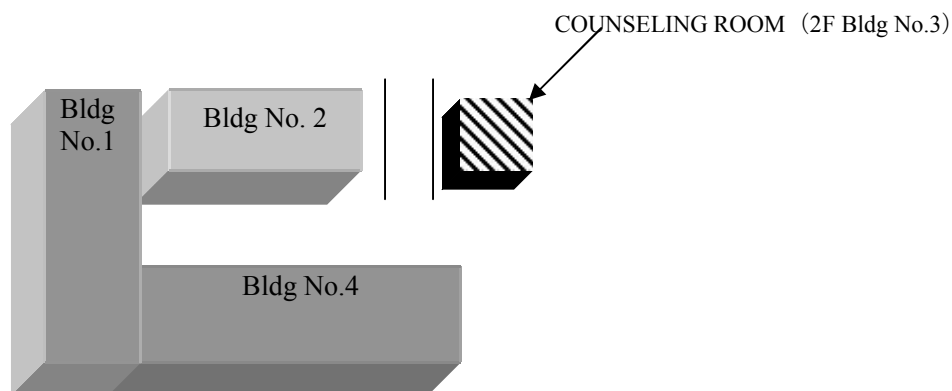 COUNSELING ROOM（2F Bldg No.3）
Bldg
No.1
Bldg No. 2
Bldg No.4